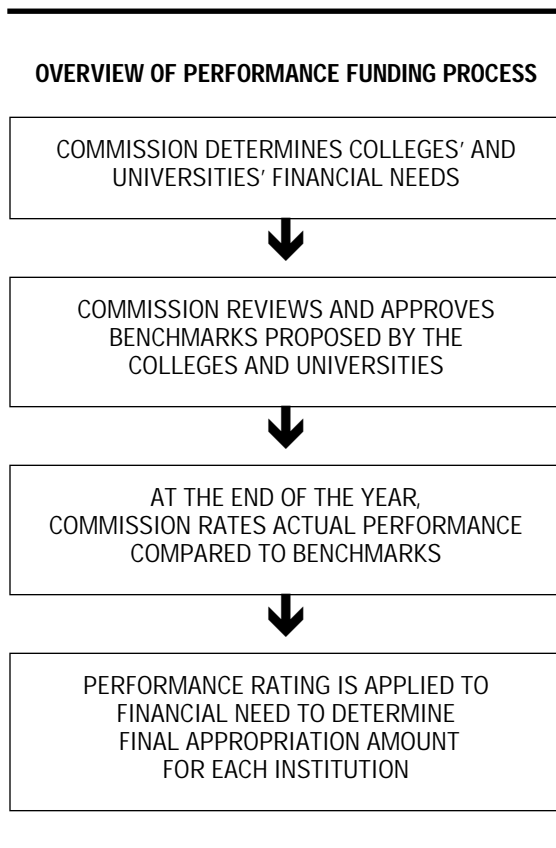 OVERVIEW OF PERFORMANCE FUNDING PROCESS
COMMISSION DETERMINES COLLEGES' AND
UNIVERSITIES' FINANCIAL NEEDS
COMMISSION REVIEWS AND APPROVES
BENCHMARKS PROPOSED BY THE
COLLEGES AND UNIVERSITIES
AT THE END OF THE YEAR,
COMMISSION RATES ACTUAL PERFORMANCE
COMPARED TO BENCHMARKS
PERFORMANCE RATING IS APPLIED TO
FINANCIAL NEED TO DETERMINE
FINAL APPROPRIATION AMOUNT
FOR EACH INSTITUTION